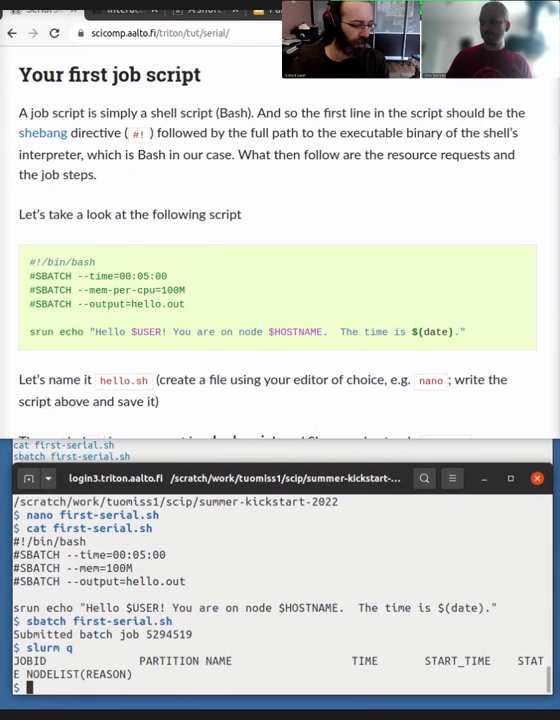 scicomp.aalto.fi/triton/tut/serial/
Your first job script
A job script is simply a shell script (Bash). And so the first line in the script should be the
shebang directive ( #! ) followed by the full path to the executable binary of the shell's
interpreter, which is Bash in our case. What then follow are the resource requests and
the job steps.
Let's take a look at the following script
#!/bin/bash
#SBATCH --time=00:05:00
#SBATCH --mem-per-cpu=100M
#SBATCH --output=hello.out
srun echo "Hello $USER! You are on node $HOSTNAME.  The time is $(date)."
Let's name it hello.sh (create a file using your editor of choice, e.g. nano ; write the
script above and save it)
cat first-serial.sh
sbatch first-serial.sh
login3.triton.aalto.fi /scratch/work/tuomiss1/scip/summer-kickstart-...
/scratch/work/tuomiss1/scip/summer-kickstart-2022
$ nano first-serial.sh
$ cat first-serial.sh
#!/bin/bash
#SBATCH --time=00:05:00
#SBATCH --mem=100M
#SBATCH --output=hello.out
srun echo "Hello $USER! You are on node $HOSTNAME.  The time is $(date)."
$ sbatch first-serial.sh
Submitted batch job 5294519
$ slurm q
JOBID PARTITION NAME TIME START_TIME STAT
E NODELIST(REASON)
$